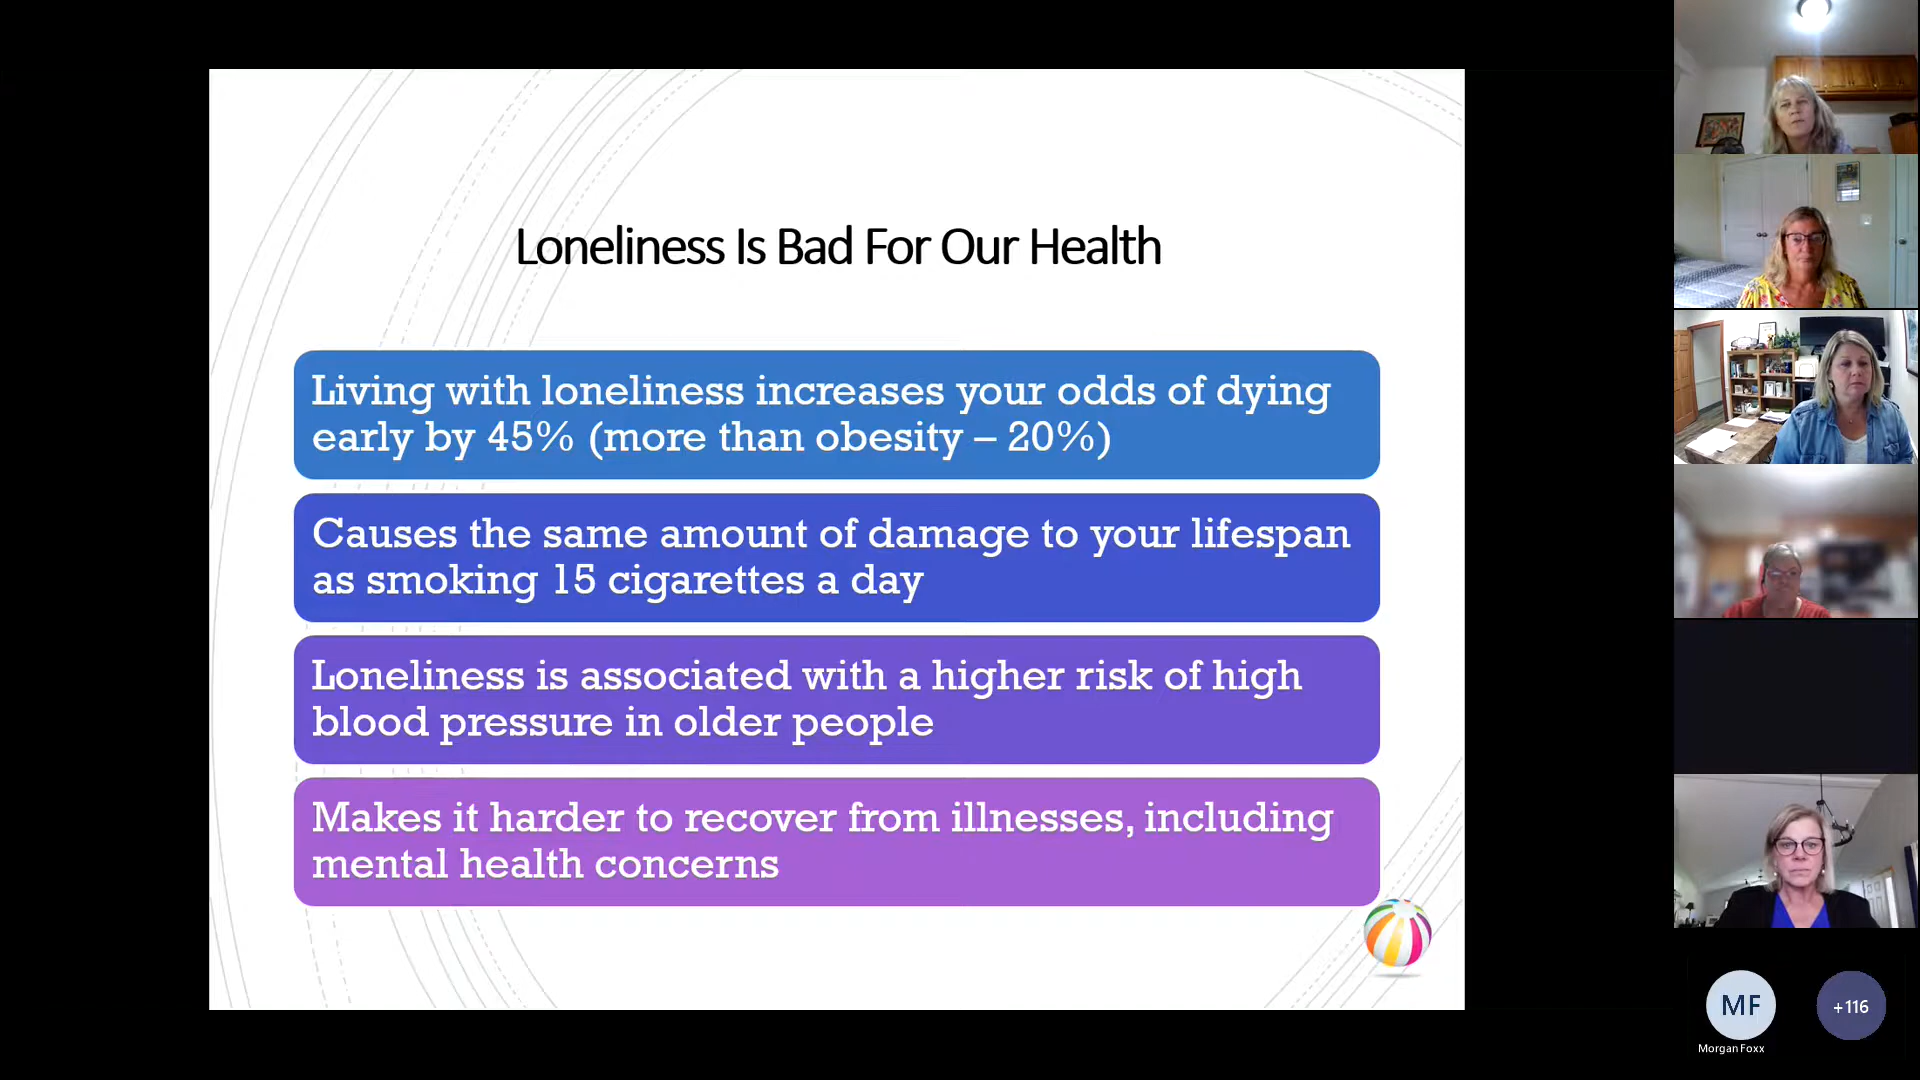 Loneliness Is Bad For Our Health
Living with loneliness increases your odds of dying
early by 45% (more than obesity – 20%)
Causes the same amount of damage to your lifespan
as smoking 15 cigarettes a day
Loneliness is associated with a higher risk of high
blood pressure in older people
Makes it harder to recover from illnesses, including
mental health concerns
MF
+116
Morgan Foxx